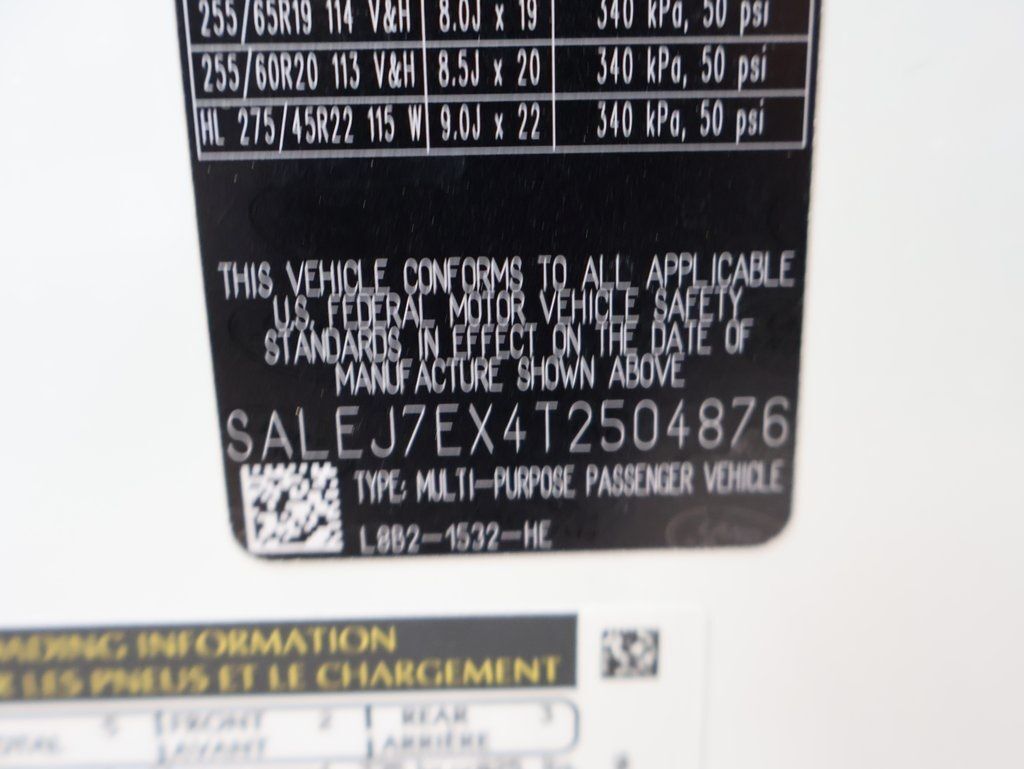 255/65R19 114 V&H 8.0J x 19 340 kPa, 50 psi
255/60R20 113 V&H 8.5J x 20 340 kPa, 50 psi
HL 275/45R22 115 W 9.0J x 22 340 kPa, 50 psi
THIS VEHICLE CONFORMS TO ALL APPLICABLE
U.S. FEDERAL MOTOR VEHICLE SAFETY
STANDARDS IN EFFECT ON THE DATE OF
MANUFACTURE SHOWN ABOVE
SALEJ7EX4T2504876
TYPE: MULTI-PURPOSE PASSENGER VEHICLE
L8B2-1532-HE
INFORMATION
LES PNEUS ET LE CHARGEMENT
5 FRONT 2 REAR 3
AVANT ARRIÈRE